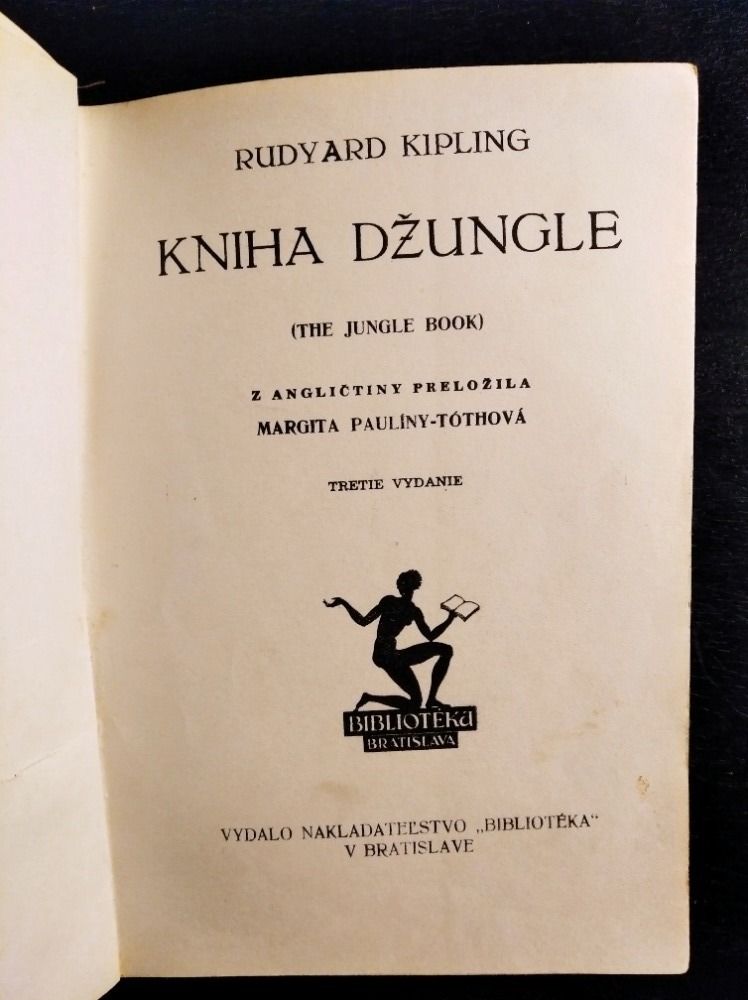 RUDYARD KIPLING
KNIHA DŽUNGLE
(THE JUNGLE BOOK)
Z ANGLIČTINY PRELOŽILA
MARGITA PAULÍNY-TÓTHOVÁ
TRETIE VYDANIE
BIBLIOTÉKA
BRATISLAVA
VYDALO NAKLADATEĽSTVO „BIBLIOTÉKA“
V BRATISLAVE